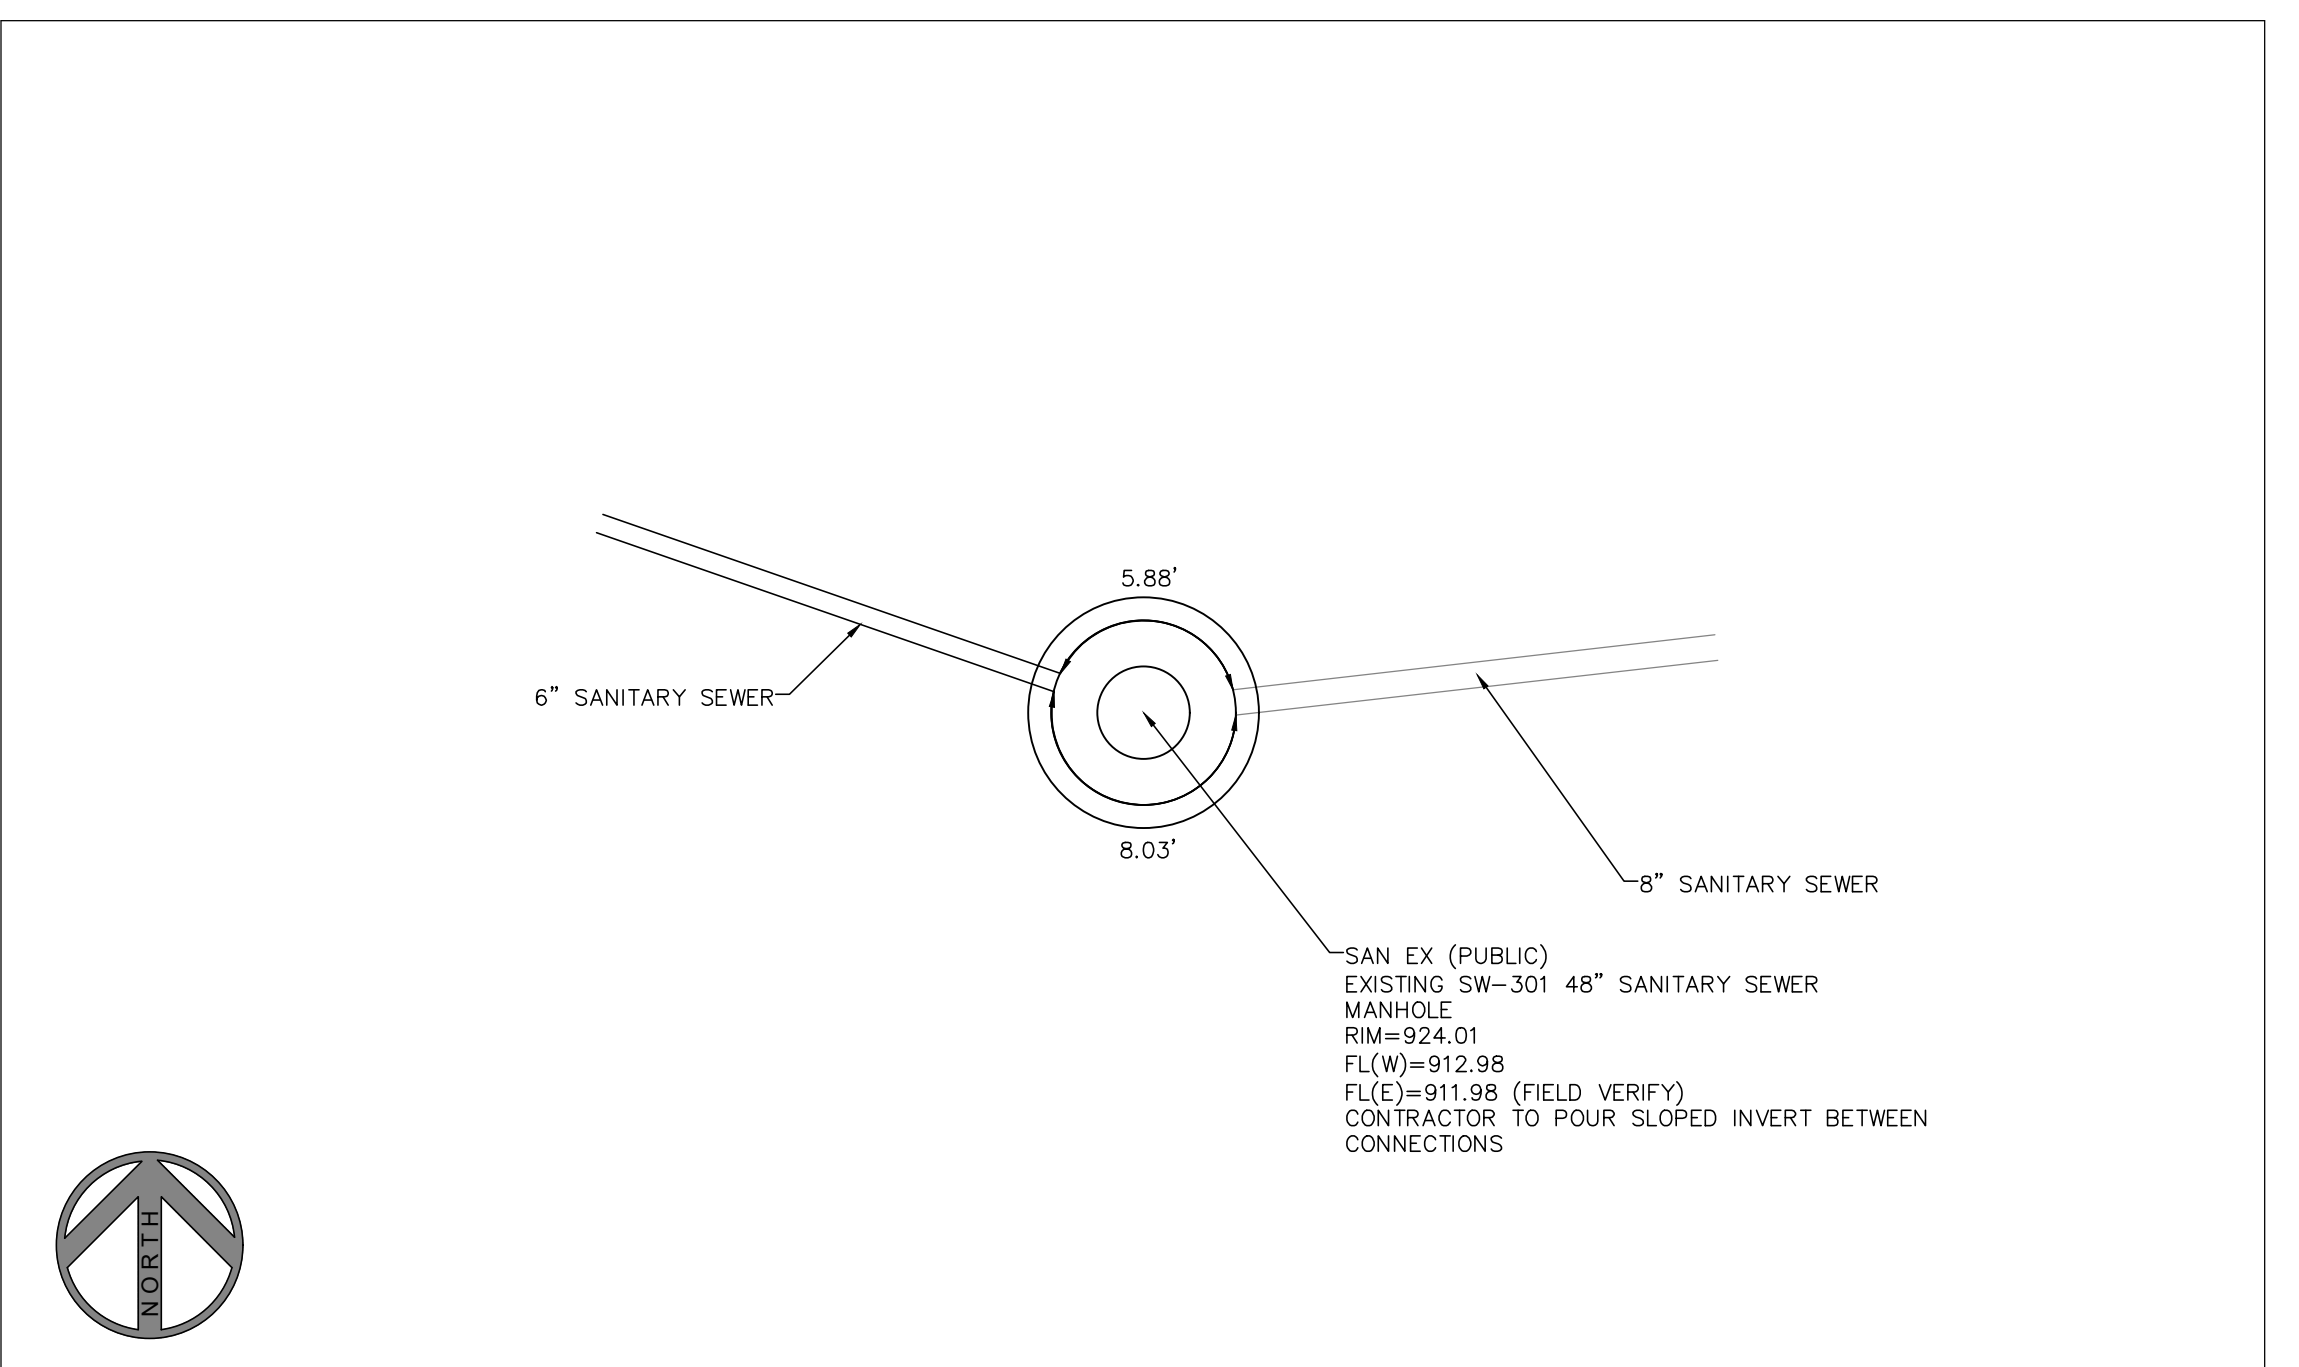 5.88'
6” SANITARY SEWER
8.03'
8” SANITARY SEWER
SAN EX (PUBLIC)
EXISTING SW-301 48” SANITARY SEWER
MANHOLE
RIM=924.01
FL(W)=912.98
FL(E)=911.98 (FIELD VERIFY)
CONTRACTOR TO POUR SLOPED INVERT BETWEEN
CONNECTIONS
NORTH